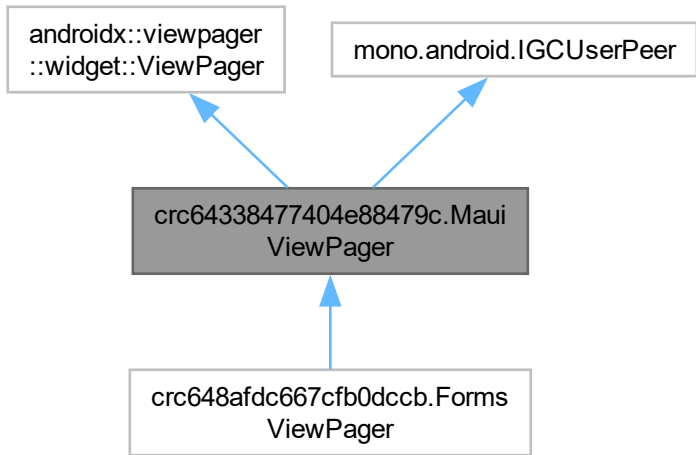 androidx::viewpager
::widget::ViewPager
mono.android.IGCUserPeer
crc64338477404e88479c.Maui
ViewPager
crc648afdc667cfb0dccb.Forms
ViewPager